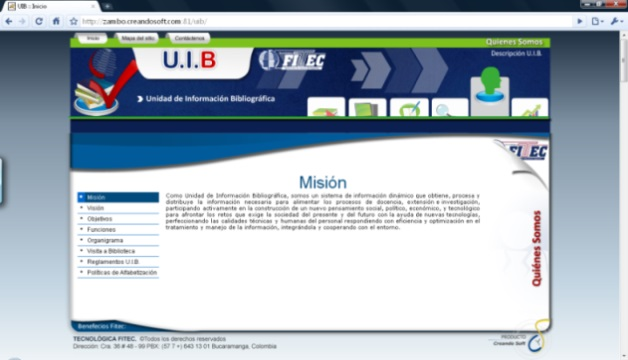 UIB :: Inicio
http://zambo.creandosoft.com:81/uib/
Inicio
Mapa del sitio
Contáctenos
Quienes Somos
Descripción U.I.B.
U.I.B
FITEC
Unidad de Información Bibliográfica
FITEC
Misión
Misión
Visión
Objetivos
Funciones
Organigrama
Visita a Biblioteca
Reglamentos U.I.B.
Políticas de Alfabetización
Como Unidad de Información Bibliográfica, somos un sistema de información dinámico que obtiene, procesa y
distribuye la información necesaria para alimentar los procesos de docencia, extensión e investigación,
participando activamente en la construcción de un nuevo pensamiento social, político, económico, y tecnológico
para afrontar los retos que exige la sociedad del presente y del futuro con la ayuda de nuevas tecnologías,
perfeccionando las calidades técnicas y humanas del personal respondiendo con eficiencia y optimización en el
tratamiento y manejo de la información, integrándola y cooperando con el entorno.
Quiénes Somos
Benefecios Fitec:
TECNOLÓGICA FITEC. ©Todos los derechos reservados
Dirección: Cra. 36 # 48 - 99 PBX: (57 7 +) 643 13 01 Bucaramanga, Colombia
PRODUCTO
Creando Soft